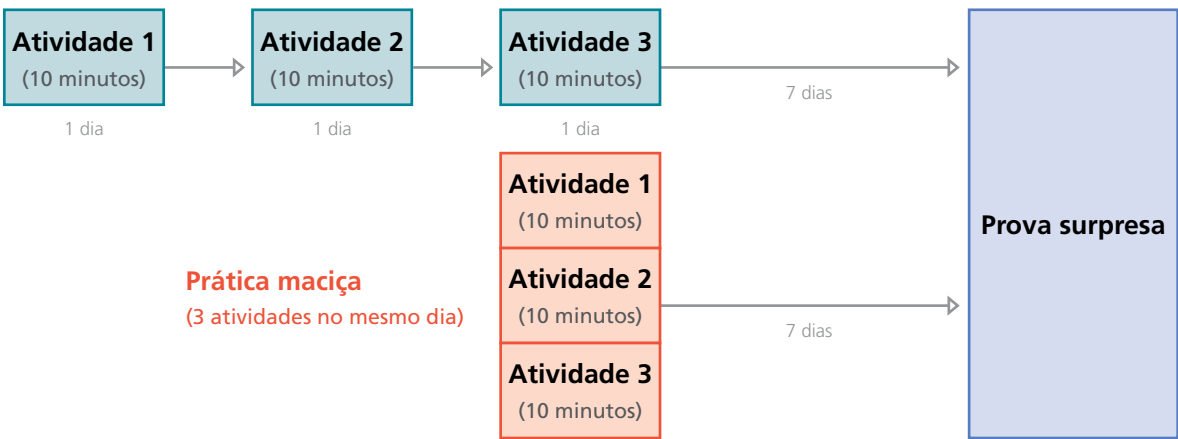 Atividade 1
(10 minutos)
Atividade 2
(10 minutos)
Atividade 3
(10 minutos)
7 dias
1 dia
1 dia
1 dia
Prática maciça
(3 atividades no mesmo dia)
Atividade 1
(10 minutos)
Atividade 2
(10 minutos)
Atividade 3
(10 minutos)
7 dias
Prova surpresa